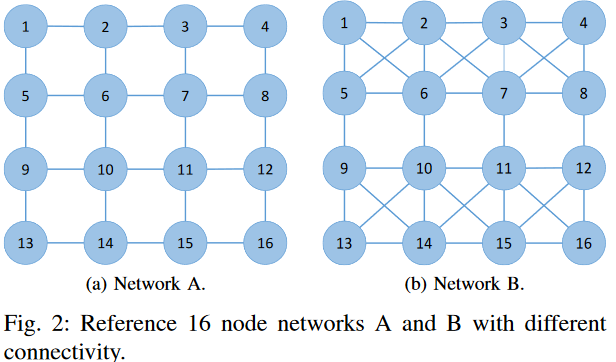 1 2 3 4 1 2 3 4
5 6 7 8 5 6 7 8
9 10 11 12 9 10 11 12
13 14 15 16 13 14 15 16
(a) Network A. (b) Network B.
Fig. 2: Reference 16 node networks A and B with different
connectivity.